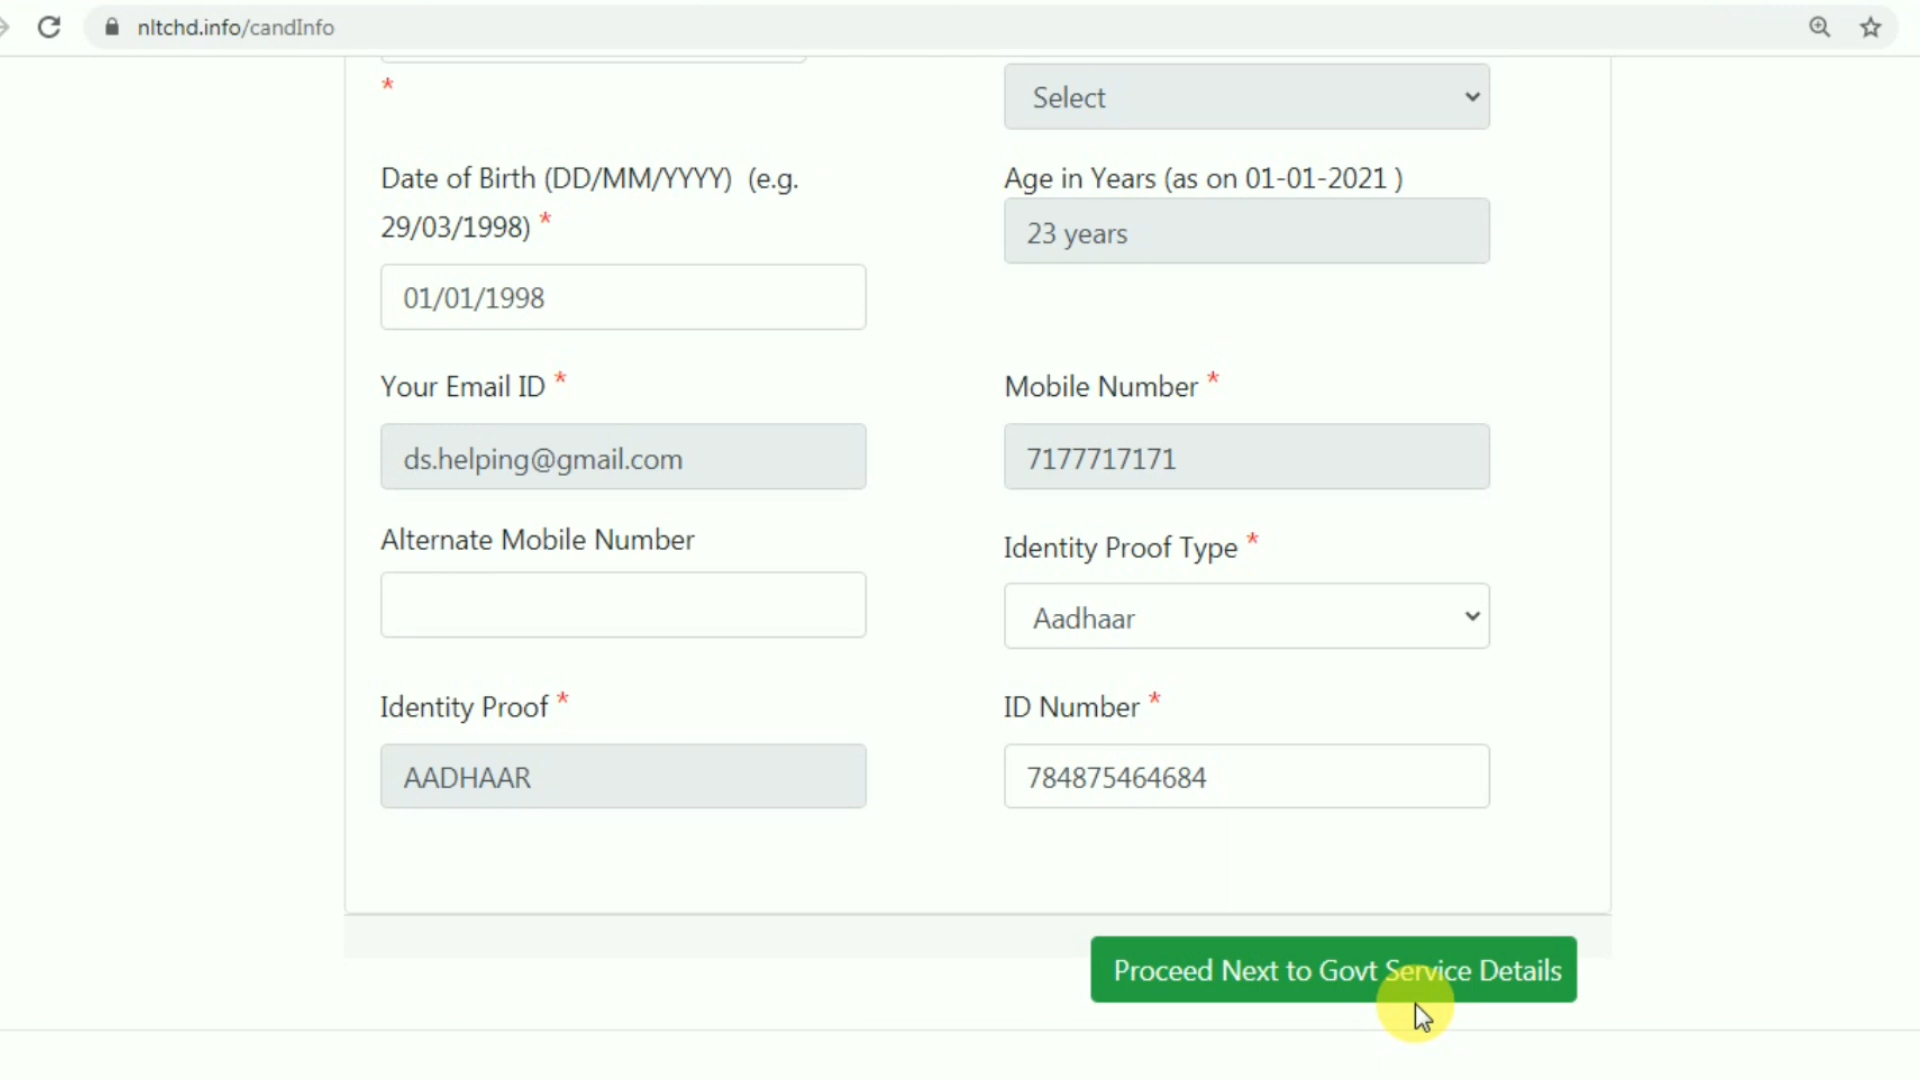 nltchd.info/candInfo
*
Select
Date of Birth (DD/MM/YYYY) (e.g.
29/03/1998) *
Age in Years (as on 01-01-2021 )
01/01/1998
23 years
Your Email ID *
Mobile Number *
ds.helping@gmail.com
7177717171
Alternate Mobile Number
Identity Proof Type *
Aadhaar
Identity Proof *
ID Number *
AADHAAR
784875464684
Proceed Next to Govt Service Details